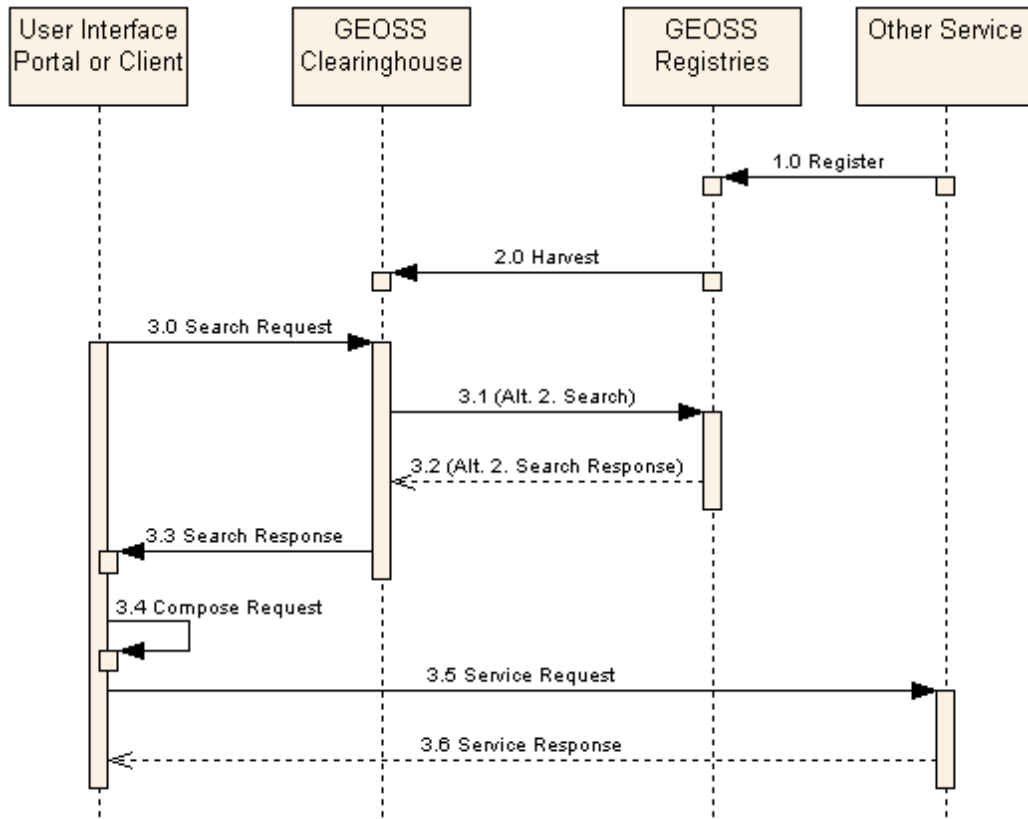 User Interface
Portal or Client
GEOSS
Clearinghouse
GEOSS
Registries
Other Service
1.0 Register
2.0 Harvest
3.0 Search Request
3.1 (Alt. 2. Search)
3.2 (Alt. 2. Search Response)
3.3 Search Response
3.4 Compose Request
3.5 Service Request
3.6 Service Response